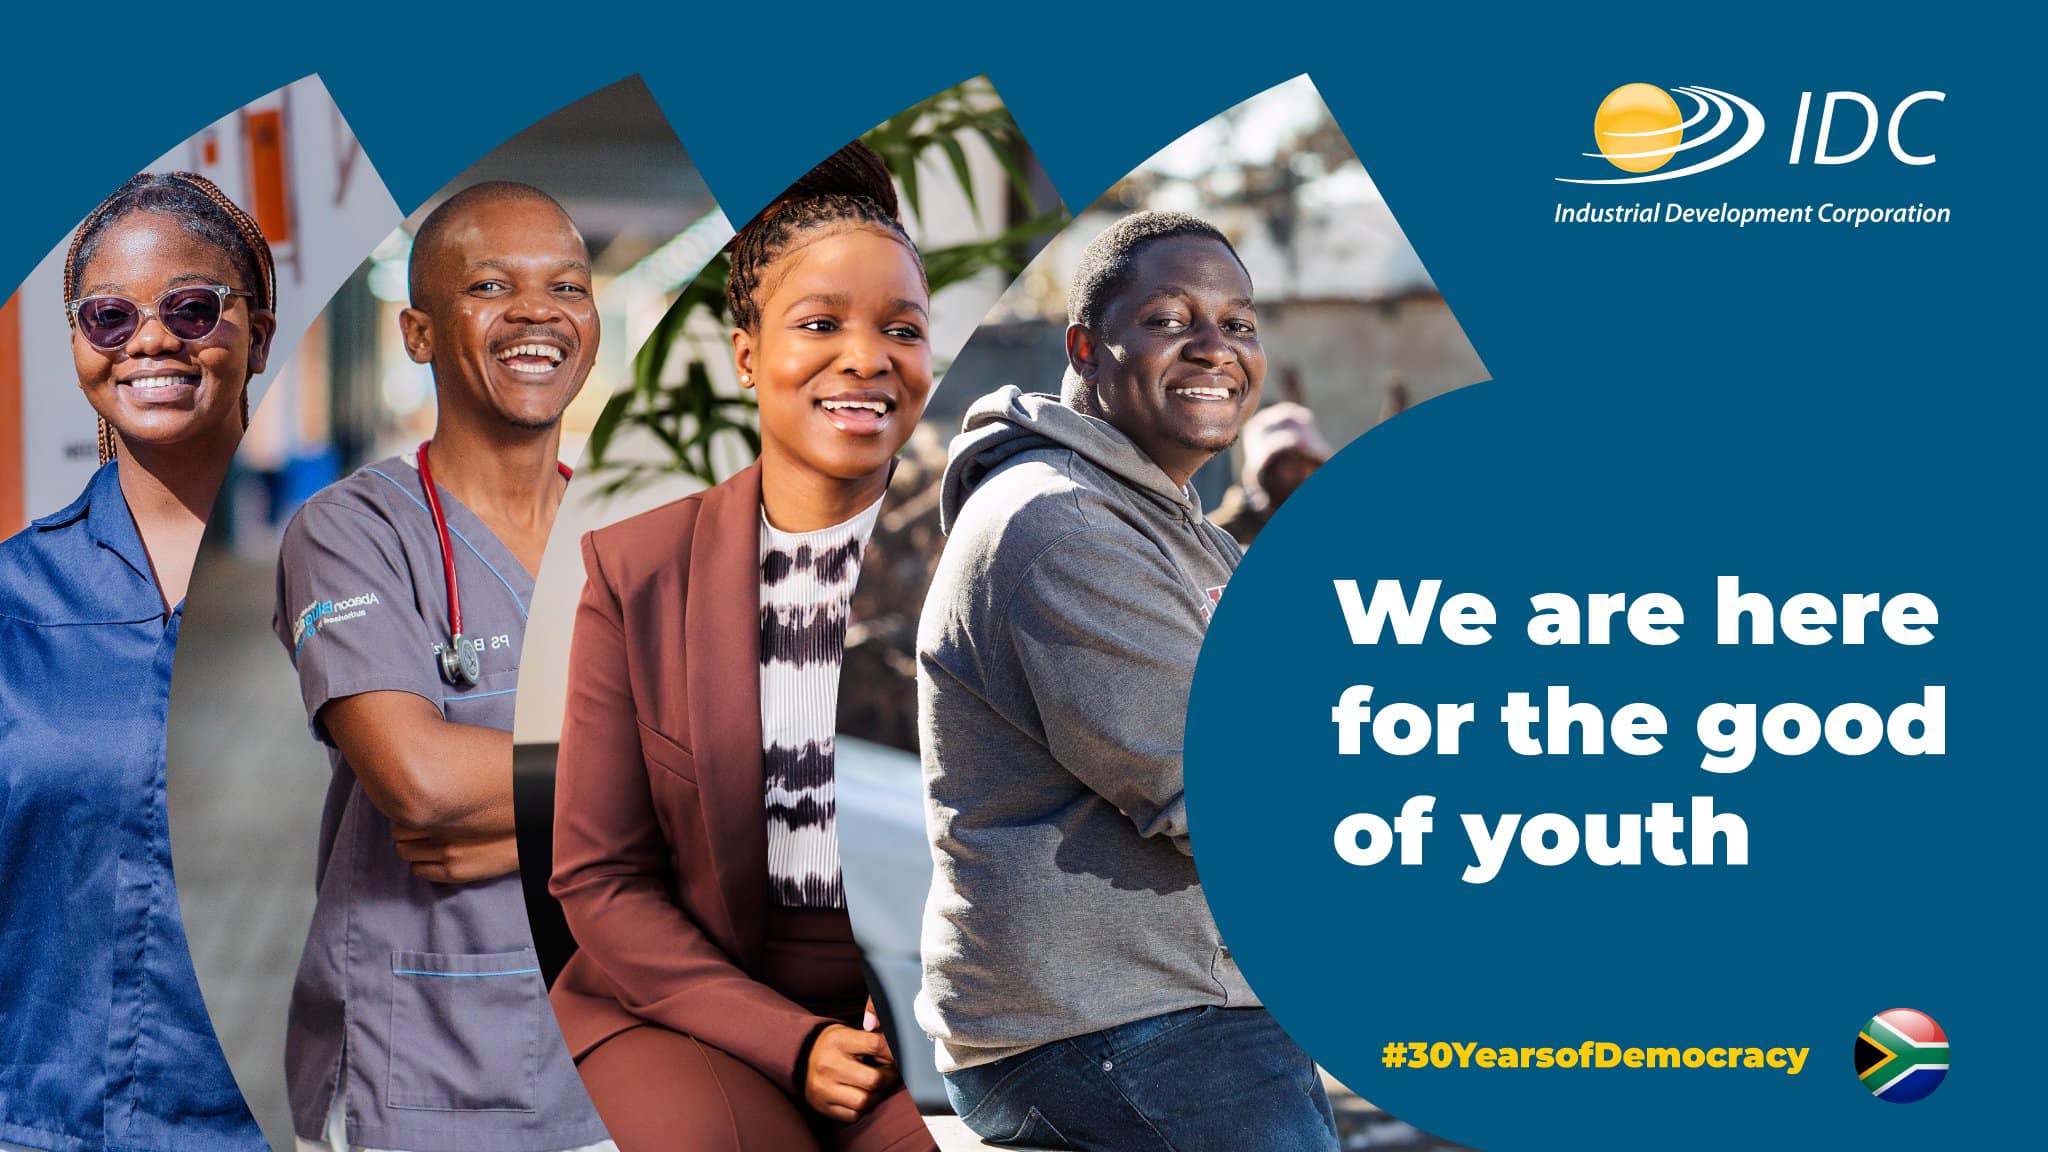 IDC
Industrial Development Corporation
We are here
for the good
of youth
#30YearsofDemocracy